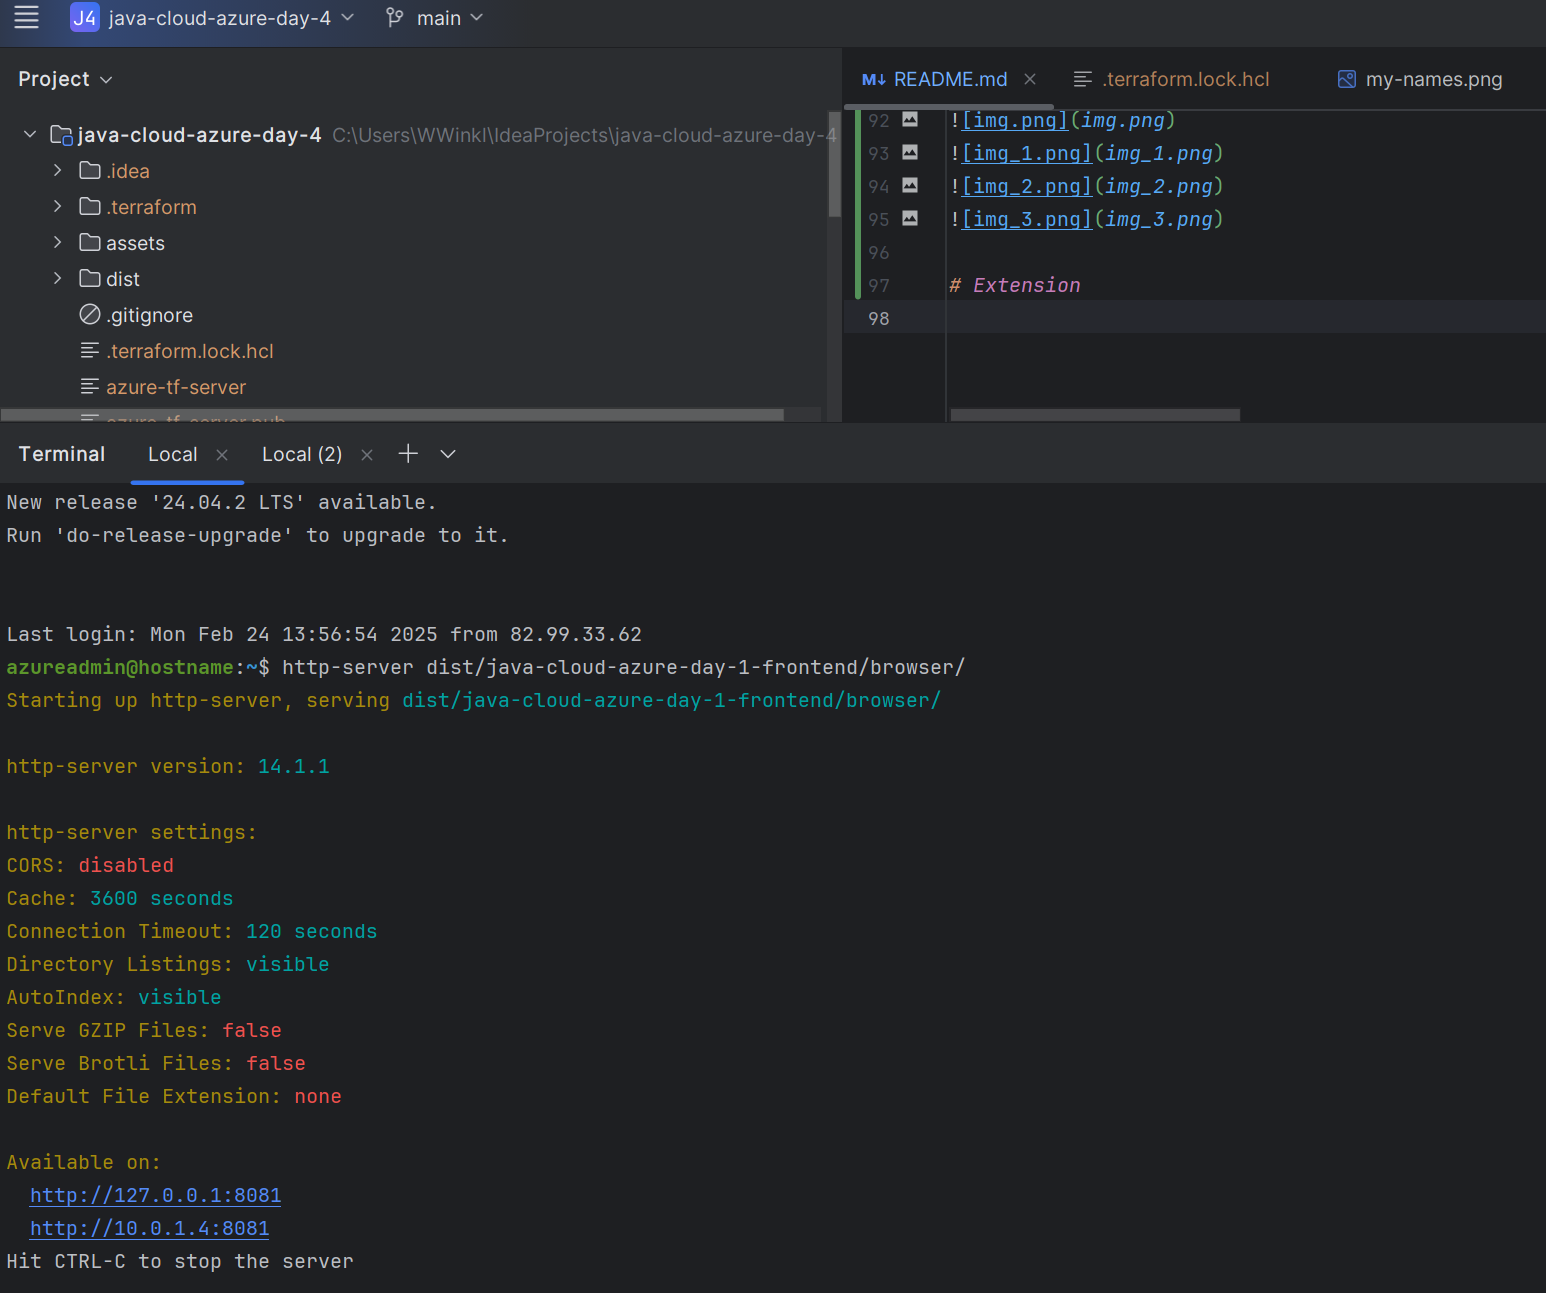 J4 java-cloud-azure-day-4 main
Project
java-cloud-azure-day-4 C:\Users\WWinkl\IdeaProjects\java-cloud-azure-day-4
.idea
.terraform
assets
dist
.gitignore
.terraform.lock.hcl
azure-tf-server
azure-tf-server.pub
M↓ README.md .terraform.lock.hcl my-names.png
92 ![img.png](img.png)
93 ![img_1.png](img_1.png)
94 ![img_2.png](img_2.png)
95 ![img_3.png](img_3.png)
96
97 # Extension
98
Terminal Local Local (2)
New release '24.04.2 LTS' available.
Run 'do-release-upgrade' to upgrade to it.
Last login: Mon Feb 24 13:56:54 2025 from 82.99.33.62
azureadmin@hostname:~$ http-server dist/java-cloud-azure-day-1-frontend/browser/
Starting up http-server, serving dist/java-cloud-azure-day-1-frontend/browser/
http-server version: 14.1.1
http-server settings:
CORS: disabled
Cache: 3600 seconds
Connection Timeout: 120 seconds
Directory Listings: visible
AutoIndex: visible
Serve GZIP Files: false
Serve Brotli Files: false
Default File Extension: none
Available on:
http://127.0.0.1:8081
http://10.0.1.4:8081
Hit CTRL-C to stop the server